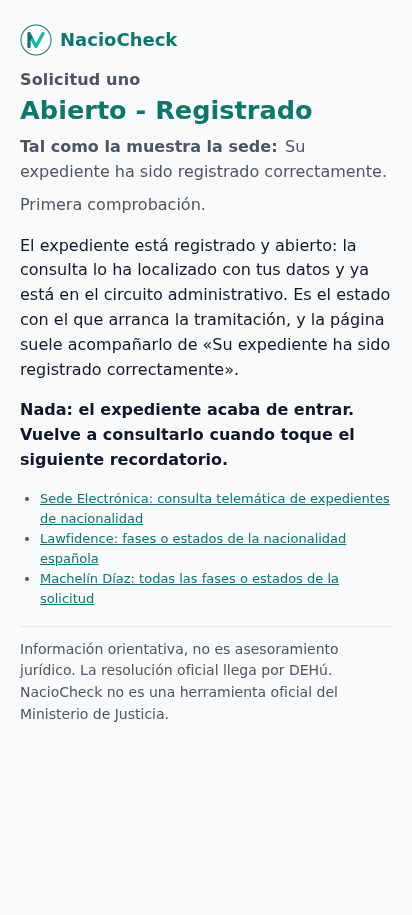 NacioCheck
Solicitud uno
Abierto - Registrado
Tal como la muestra la sede: Su
expediente ha sido registrado correctamente.
Primera comprobación.
El expediente está registrado y abierto: la
consulta lo ha localizado con tus datos y ya
está en el circuito administrativo. Es el estado
con el que arranca la tramitación, y la página
suele acompañarlo de «Su expediente ha sido
registrado correctamente».
Nada: el expediente acaba de entrar.
Vuelve a consultarlo cuando toque el
siguiente recordatorio.
• Sede Electrónica: consulta telemática de expedientes
de nacionalidad
• Lawfidence: fases o estados de la nacionalidad
española
• Machelín Díaz: todas las fases o estados de la
solicitud
Información orientativa, no es asesoramiento
jurídico. La resolución oficial llega por DEHú.
NacioCheck no es una herramienta oficial del
Ministerio de Justicia.